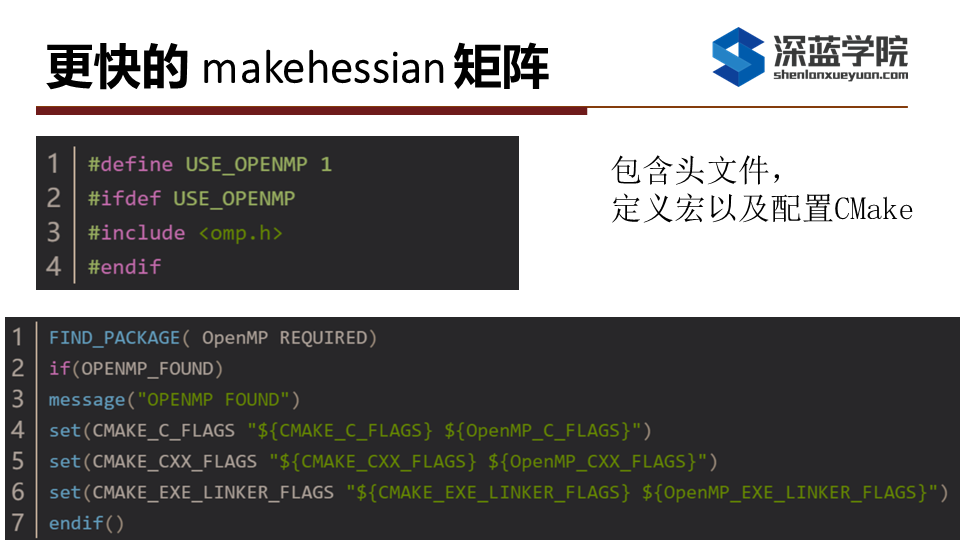 更快的 makehessian 矩阵
深蓝学院
shenlanxueyuan.com
1 #define USE_OPENMP 1
2 #ifdef USE_OPENMP
3 #include <omp.h>
4 #endif
包含头文件，
定义宏以及配置CMake
1 FIND_PACKAGE( OpenMP REQUIRED)
2 if(OPENMP_FOUND)
3 message("OPENMP FOUND")
4 set(CMAKE_C_FLAGS "${CMAKE_C_FLAGS} ${OpenMP_C_FLAGS}")
5 set(CMAKE_CXX_FLAGS "${CMAKE_CXX_FLAGS} ${OpenMP_CXX_FLAGS}")
6 set(CMAKE_EXE_LINKER_FLAGS "${CMAKE_EXE_LINKER_FLAGS} ${OpenMP_EXE_LINKER_FLAGS}")
7 endif()